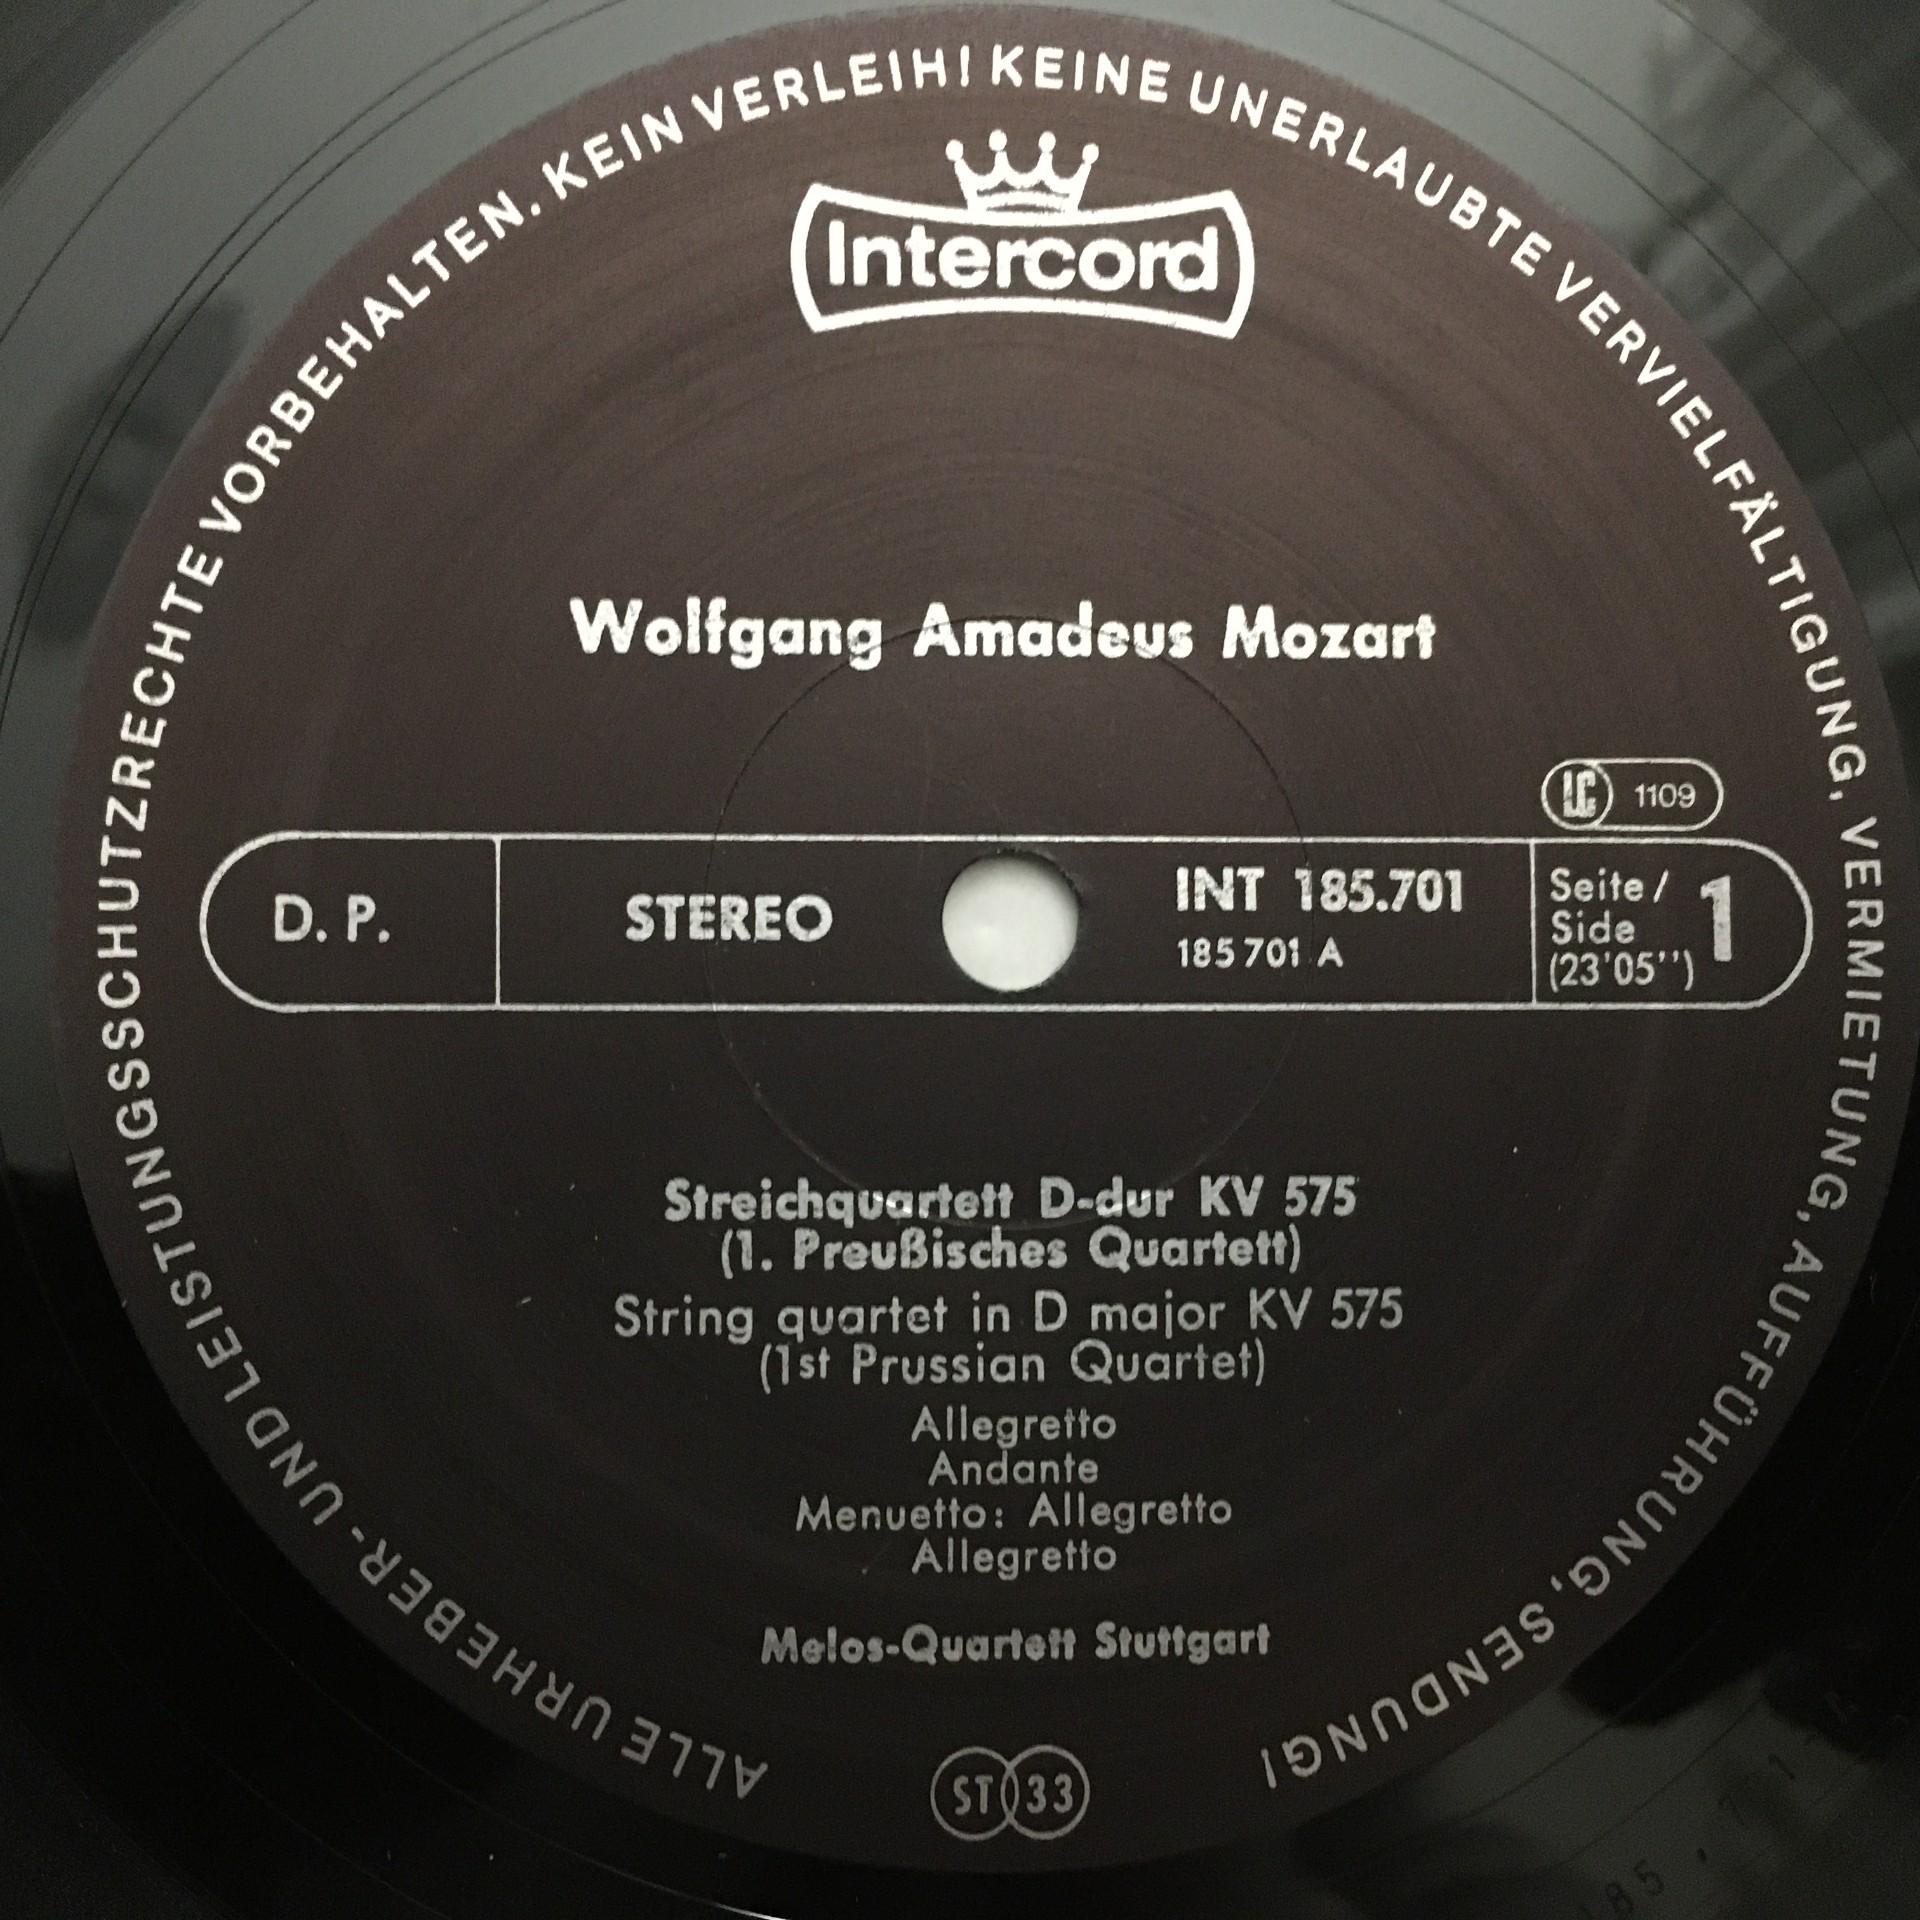 ALLE URHEBER- UND LEISTUNGSSCHUTZRECHTE VORBEHALTEN. KEIN VERLEIH! KEINE UNERLAUBTE VERVIELFÄLTIGUNG, VERMIETUNG, AUFFÜHRUNG, SENDUNG!
Intercord
Wolfgang Amadeus Mozart
LC 1109
D. P.
STEREO
INT 185.701
185 701 A
Seite/
Side 1
(23'05'')
Streichquartett D-dur KV 575
(1. Preußisches Quartett)
String quartet in D major KV 575
(1st Prussian Quartet)
Allegretto
Andante
Menuetto: Allegretto
Allegretto
Melos-Quartett Stuttgart
ST 33